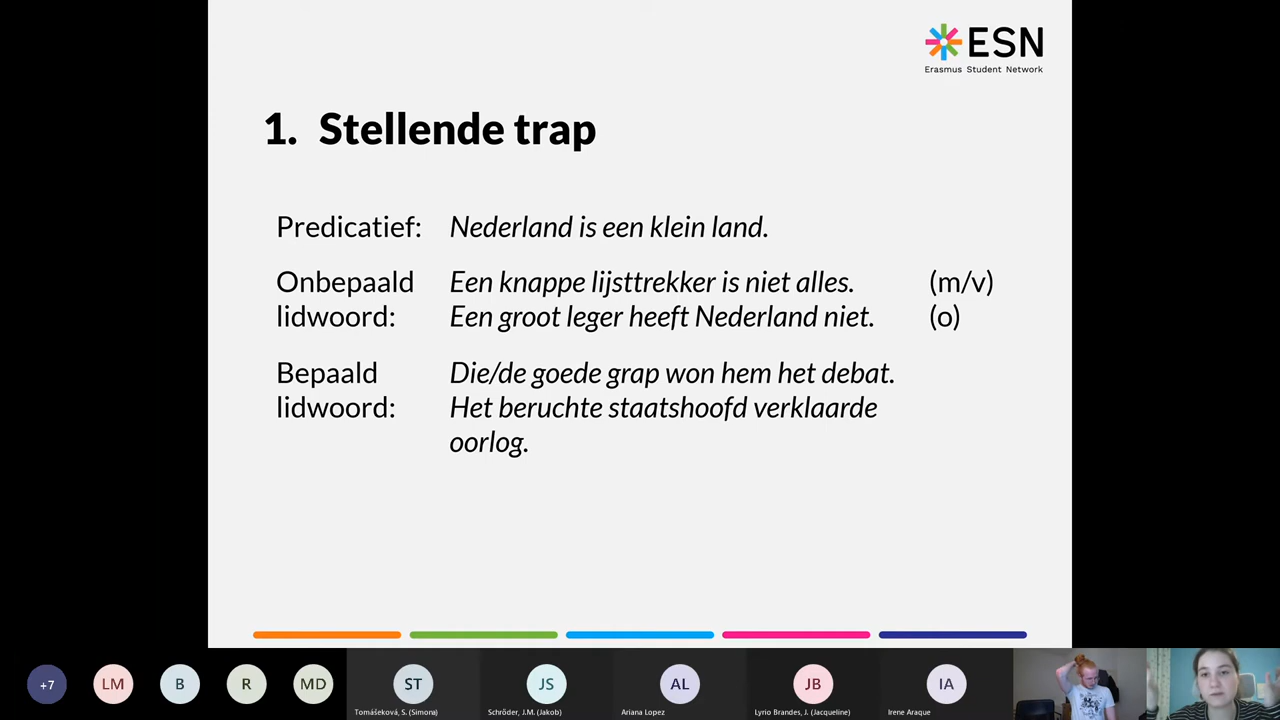 ESN
Erasmus Student Network
1. Stellende trap
Predicatief: Nederland is een klein land.
Onbepaald Een knappe lijsttrekker is niet alles. (m/v)
lidwoord: Een groot leger heeft Nederland niet. (o)
Bepaald Die/de goede grap won hem het debat.
lidwoord: Het beruchte staatshoofd verklaarde
oorlog.
+7 LM B R MD ST JS AL JB IA
Tomášeková, S. (Simona) Schröder, J.M. (Jakob) Ariana Lopez Lyrio Brandes, J. (Jacqueline) Irene Araque